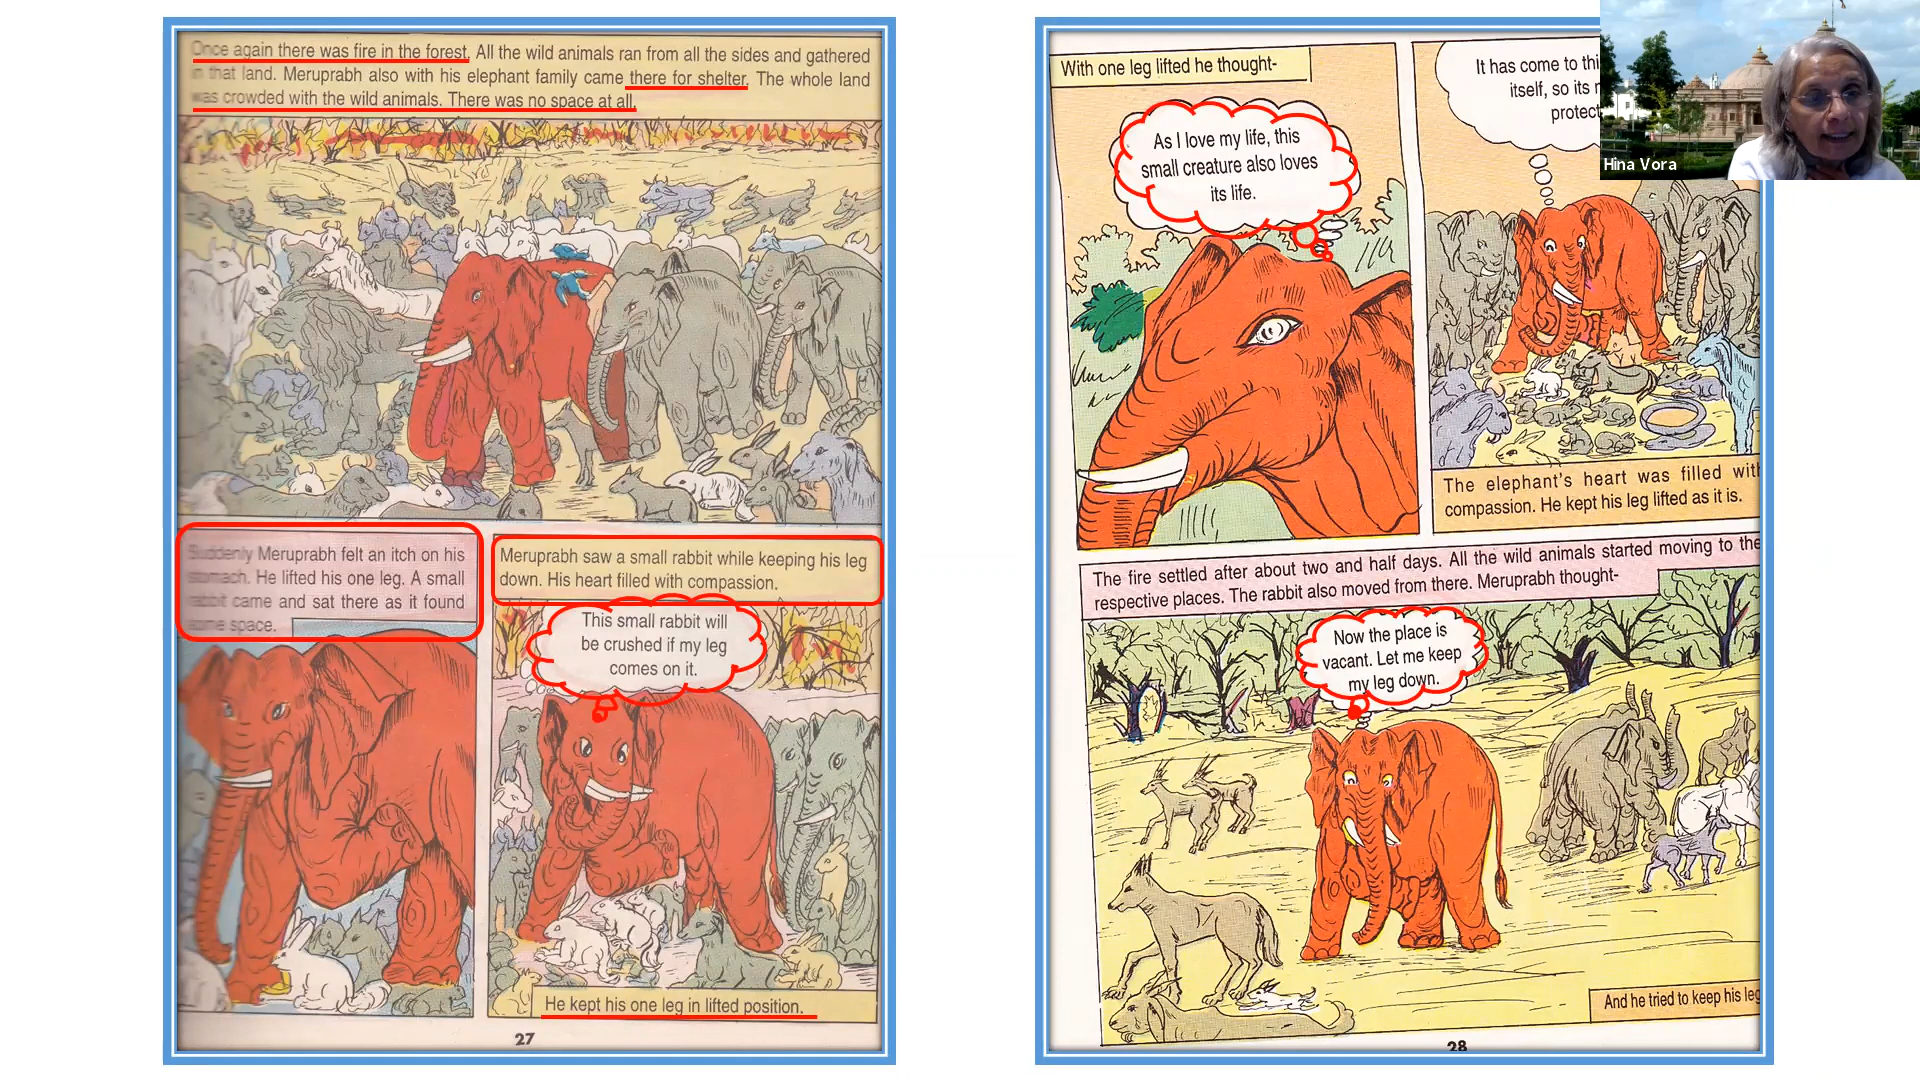 Once again there was fire in the forest. All the wild animals ran from all the sides and gathered
in that land. Meruprabh also with his elephant family came there for shelter. The whole land
was crowded with the wild animals. There was no space at all.
Suddenly Meruprabh felt an itch on his
stomach. He lifted his one leg. A small
rabbit came and sat there as it found
some space.
Meruprabh saw a small rabbit while keeping his leg
down. His heart filled with compassion.
This small rabbit will
be crushed if my leg
comes on it.
He kept his one leg in lifted position.
27
With one leg lifted he thought-
As I love my life, this
small creature also loves
its life.
It has come to
itself, so its
The elephant's heart was filled with
compassion. He kept his leg lifted as it is.
The fire settled after about two and half days. All the wild animals started moving to the
respective places. The rabbit also moved from there. Meruprabh thought-
Now the place is
vacant. Let me keep
my leg down.
And he tried to keep his leg
28
Hina Vora